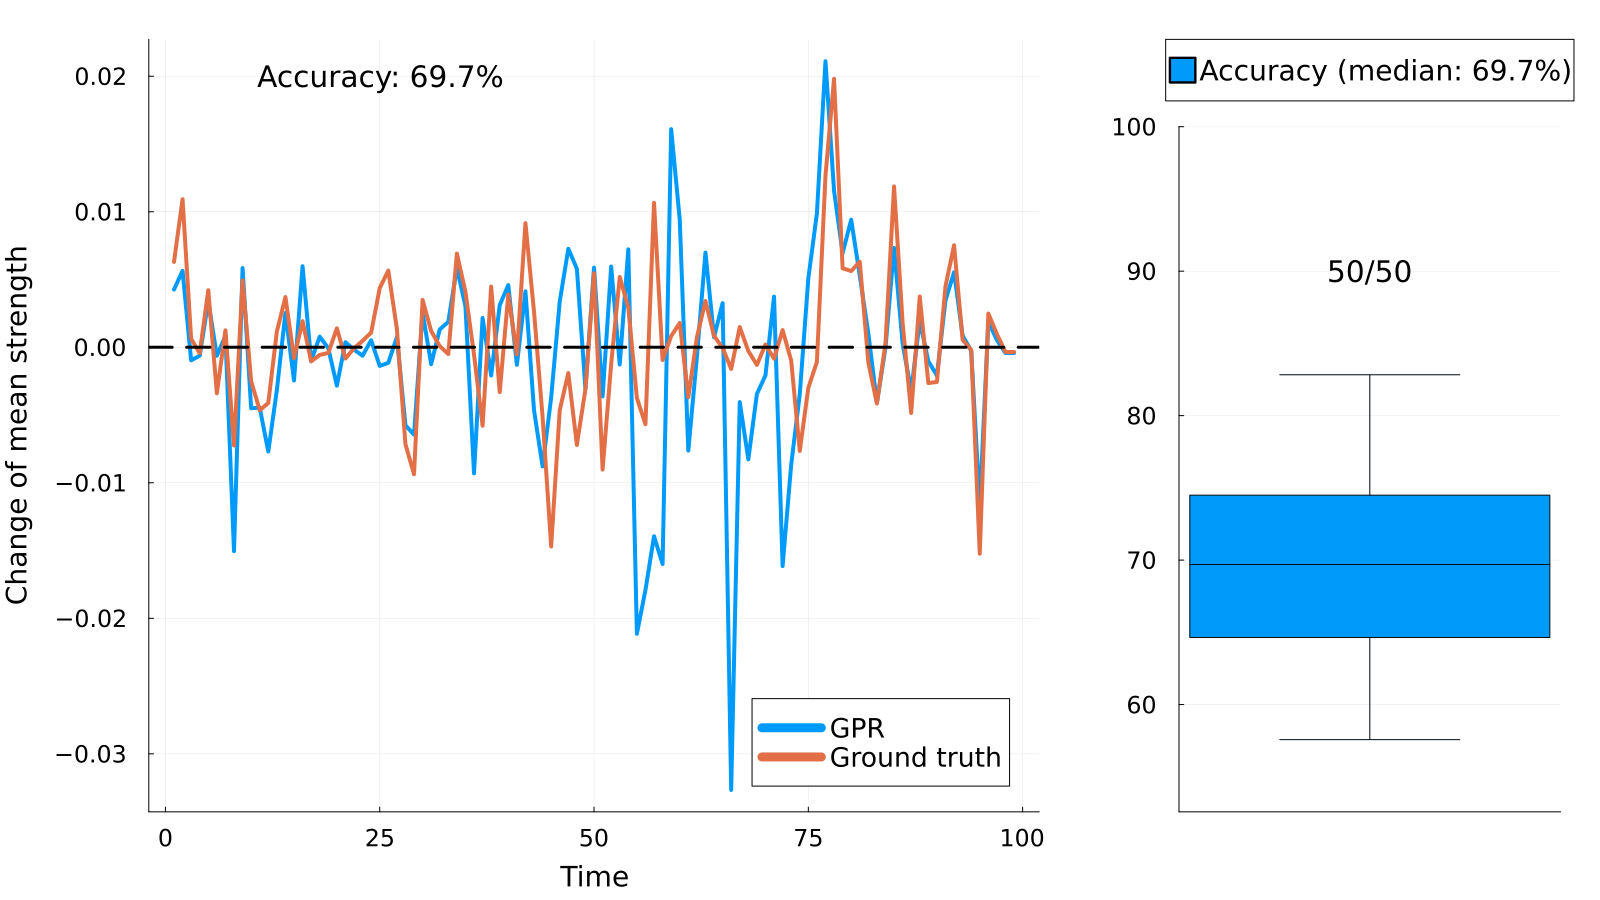 Accuracy: 69.7%
0.02
0.01
0.00
−0.01
−0.02
−0.03
Change of mean strength
0 25 50 75 100
Time
GPR
Ground truth
Accuracy (median: 69.7%)
50/50
100
90
80
70
60